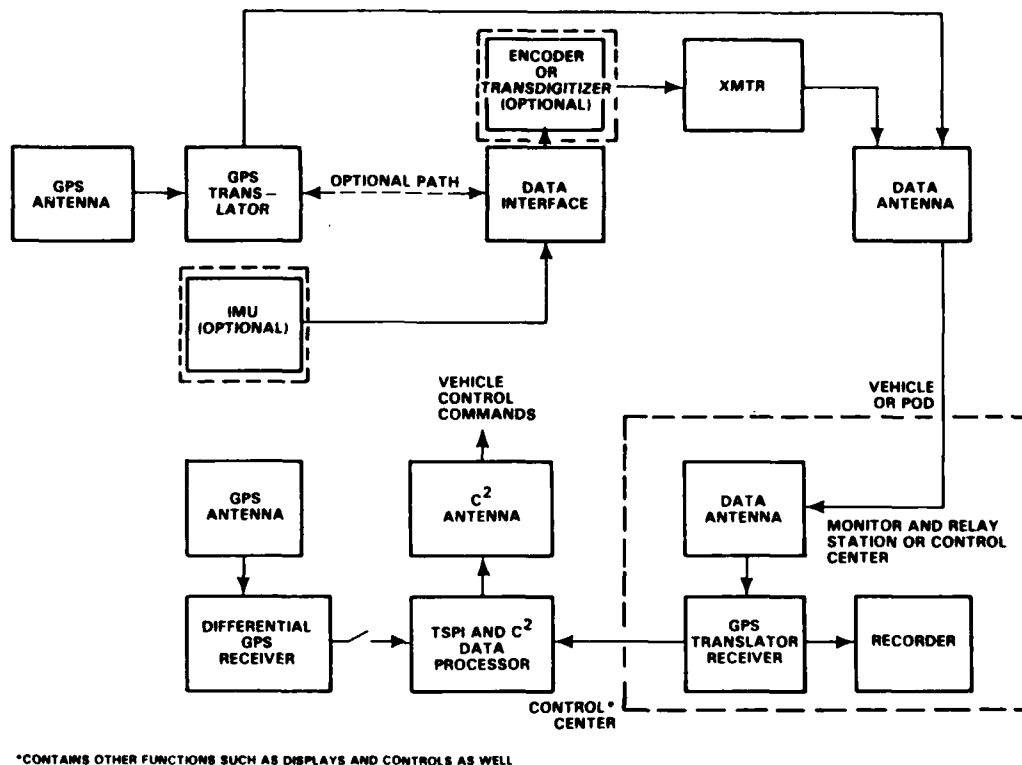 ENCODER
OR
TRANSDIGITIZER
(OPTIONAL)
XMTR
GPS
ANTENNA
GPS
TRANS-
LATOR
OPTIONAL PATH
DATA
INTERFACE
DATA
ANTENNA
IMU
(OPTIONAL)
VEHICLE
CONTROL
COMMANDS
VEHICLE
OR POD
GPS
ANTENNA
C²
ANTENNA
DATA
ANTENNA
MONITOR AND RELAY
STATION OR CONTROL
CENTER
DIFFERENTIAL
GPS
RECEIVER
TSPI AND C²
DATA
PROCESSOR
GPS
TRANSLATOR
RECEIVER
RECORDER
CONTROL*
CENTER
*CONTAINS OTHER FUNCTIONS SUCH AS DISPLAYS AND CONTROLS AS WELL